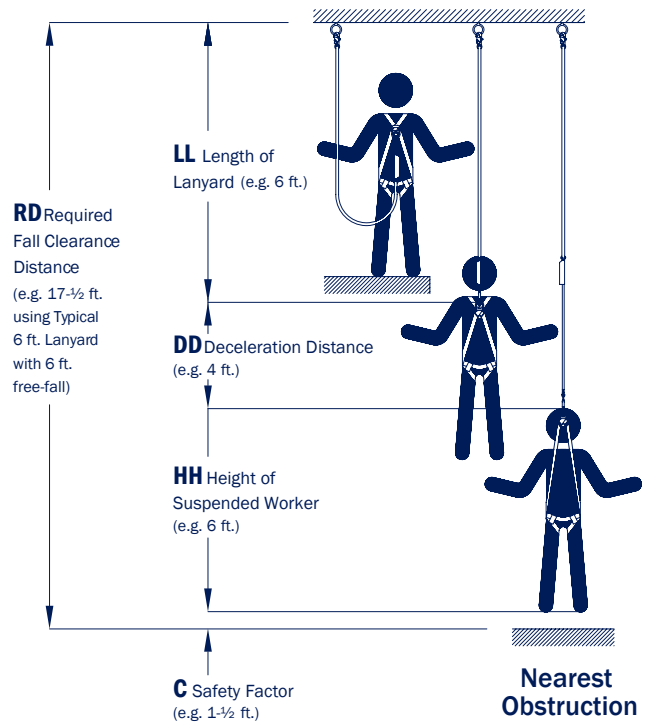 LL Length of
Lanyard (e.g. 6 ft.)
RD Required
Fall Clearance
Distance
(e.g. 17-½ ft.
using Typical
6 ft. Lanyard
with 6 ft.
free-fall)
DD Deceleration Distance
(e.g. 4 ft.)
HH Height of
Suspended Worker
(e.g. 6 ft.)
C Safety Factor
(e.g. 1-½ ft.)
Nearest
Obstruction